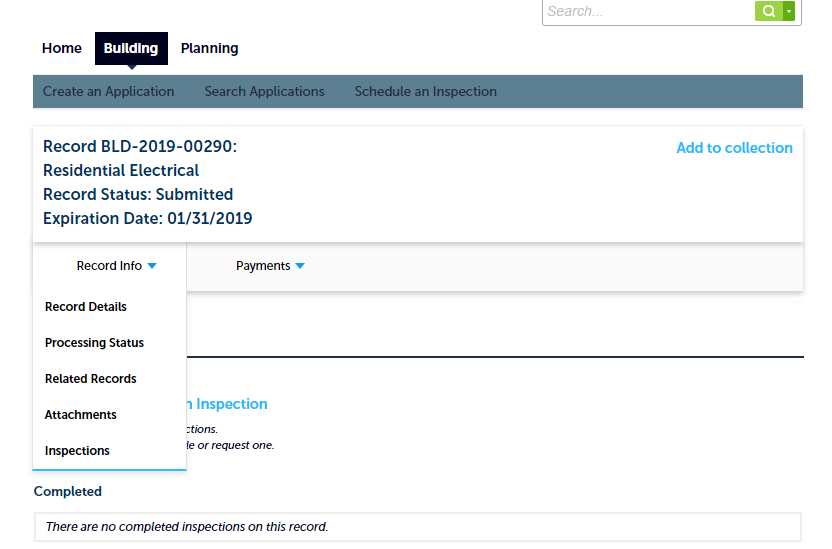 Search...
Home Building Planning
Create an Application Search Applications Schedule an Inspection
Record BLD-2019-00290:
Add to collection
Residential Electrical
Record Status: Submitted
Expiration Date: 01/31/2019
Record Info Payments
Record Details
Processing Status
Related Records
Attachments
Inspection
Inspections
or request one.
Completed
There are no completed inspections on this record.